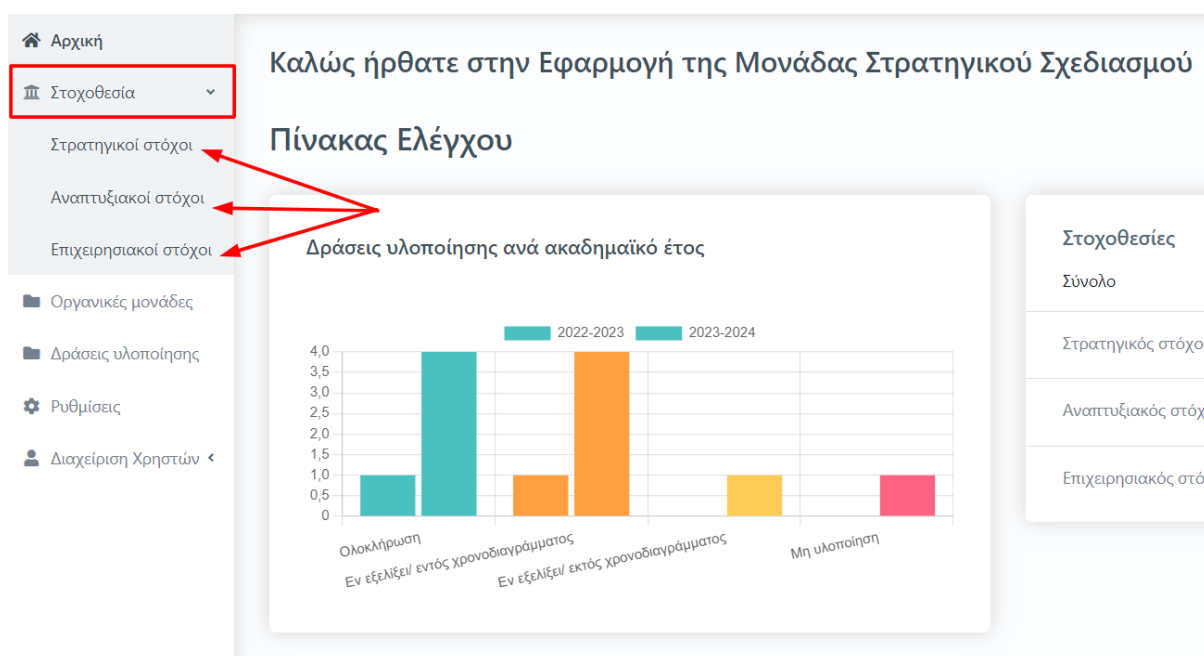 Αρχική
Στοχοθεσία
Στρατηγικοί στόχοι
Αναπτυξιακοί στόχοι
Επιχειρησιακοί στόχοι
Οργανικές μονάδες
Δράσεις υλοποίησης
Ρυθμίσεις
Διαχείριση Χρηστών
Καλώς ήρθατε στην Εφαρμογή της Μονάδας Στρατηγικού Σχεδιασμού
Πίνακας Ελέγχου
Δράσεις υλοποίησης ανά ακαδημαϊκό έτος
2022-2023 2023-2024
4,0
3,5
3,0
2,5
2,0
1,5
1,0
0,5
0
Ολοκλήρωση
Εν εξελίξει/ εντός χρονοδιαγράμματος
Εν εξελίξει/ εκτός χρονοδιαγράμματος
Μη υλοποίηση
Στοχοθεσίες
Σύνολο
Στρατηγικός
Αναπτυξιακός
Επιχειρησιακός